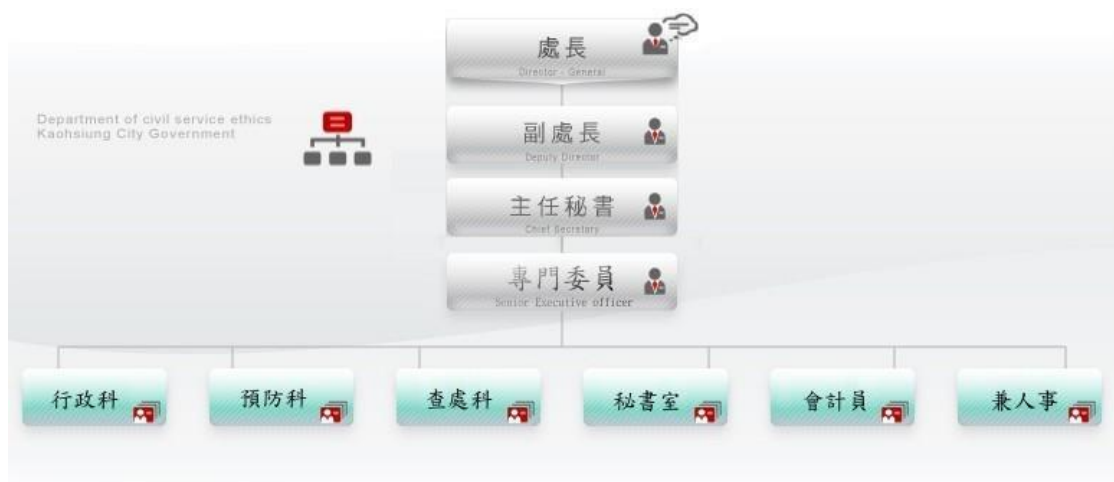 處長
Director - General
Department of civil service ethics
Kaohsiung City Government
副處長
Deputy Director
主任秘書
Chief Secretary
專門委員
Senior Executive officer
行政科
預防科
查處科
秘書室
會計員
兼人事